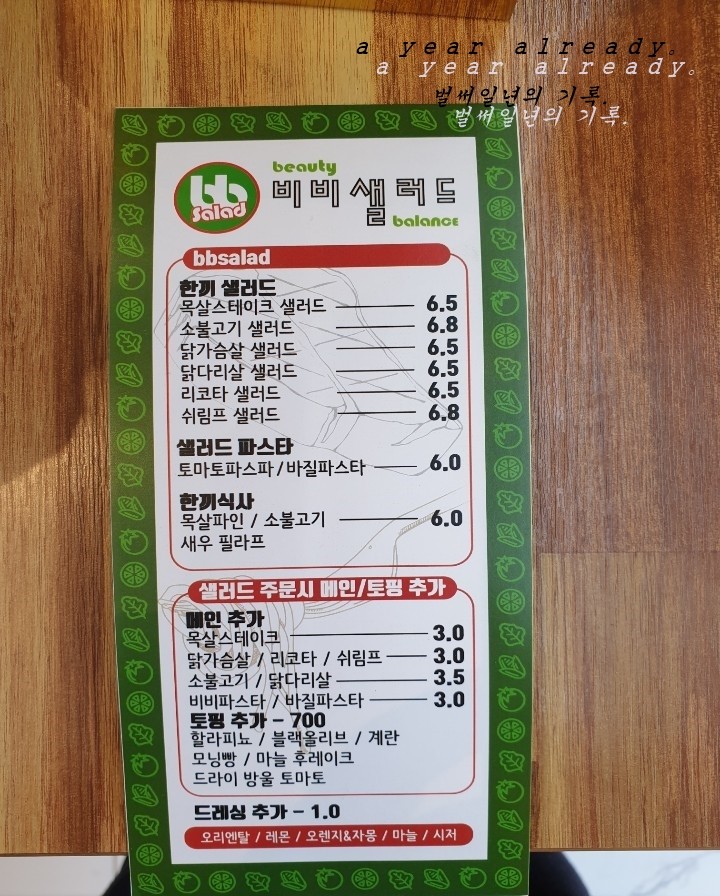 a year already。
a year already。
벌써일년의 기록.
벌써일년의 기록.
beauty
bb salad
비비샐러드
balance
bbsalad
한끼 샐러드
목살스테이크 샐러드 6.5
소불고기 샐러드 6.8
닭가슴살 샐러드 6.5
닭다리살 샐러드 6.5
리코타 샐러드 6.5
쉬림프 샐러드 6.8
샐러드 파스타
토마토파스파/바질파스타 6.0
한끼식사
목살파인 / 소불고기 6.0
새우 필라프
샐러드 주문시 메인/토핑 추가
메인 추가
목살스테이크 3.0
닭가슴살 / 리코타 / 쉬림프 3.0
소불고기 / 닭다리살 3.5
비비파스타 / 바질파스타 3.0
토핑 추가 - 700
할라피뇨 / 블랙올리브 / 계란
모닝빵 / 마늘 후레이크
드라이 방울 토마토
드레싱 추가 - 1.0
오리엔탈 / 레몬 / 오렌지&자몽 / 마늘 / 시저